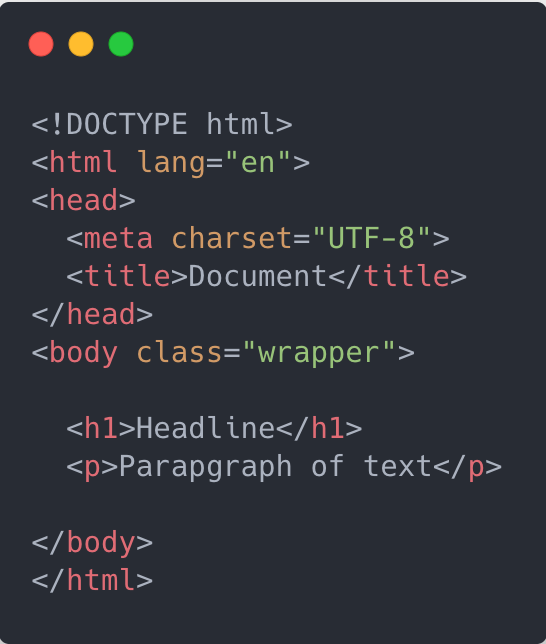 <!DOCTYPE html>
<html lang="en">
<head>
  <meta charset="UTF-8">
  <title>Document</title>
</head>
<body class="wrapper">

  <h1>Headline</h1>
  <p>Parapgraph of text</p>

</body>
</html>